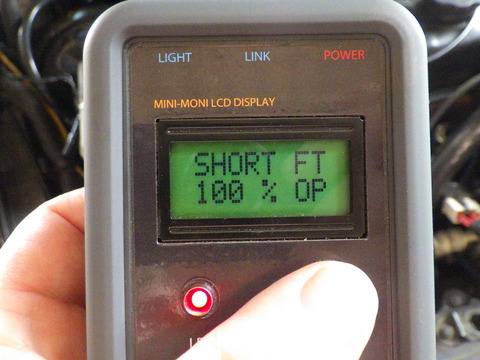 LIGHT LINK POWER
MINI-MONI LCD DISPLAY
SHORT FT
100 % OP